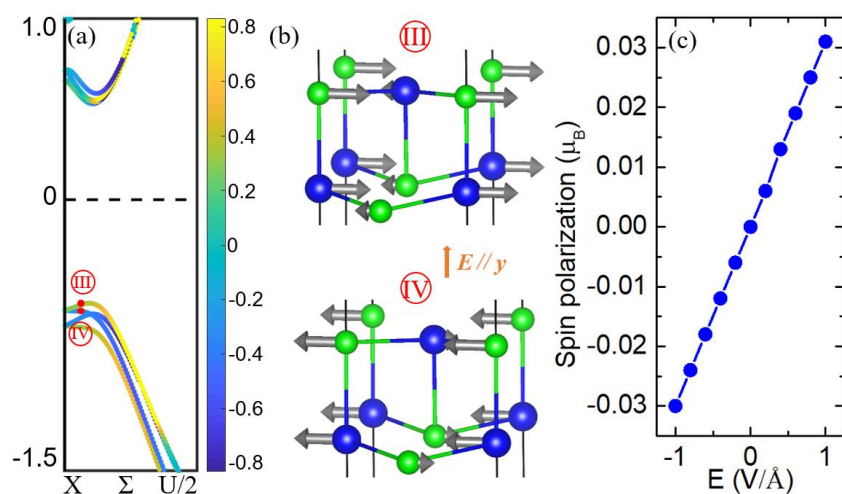 (a)
1.0
0
-1.5
III
IV
X Σ U/2
0.8
0.6
0.4
0.2
0
-0.2
-0.4
-0.6
-0.8
(b)
III
E // y
IV
(c)
Spin polarization (μB)
0.03
0.02
0.01
0.00
-0.01
-0.02
-0.03
-1 0 1
E (V/Å)